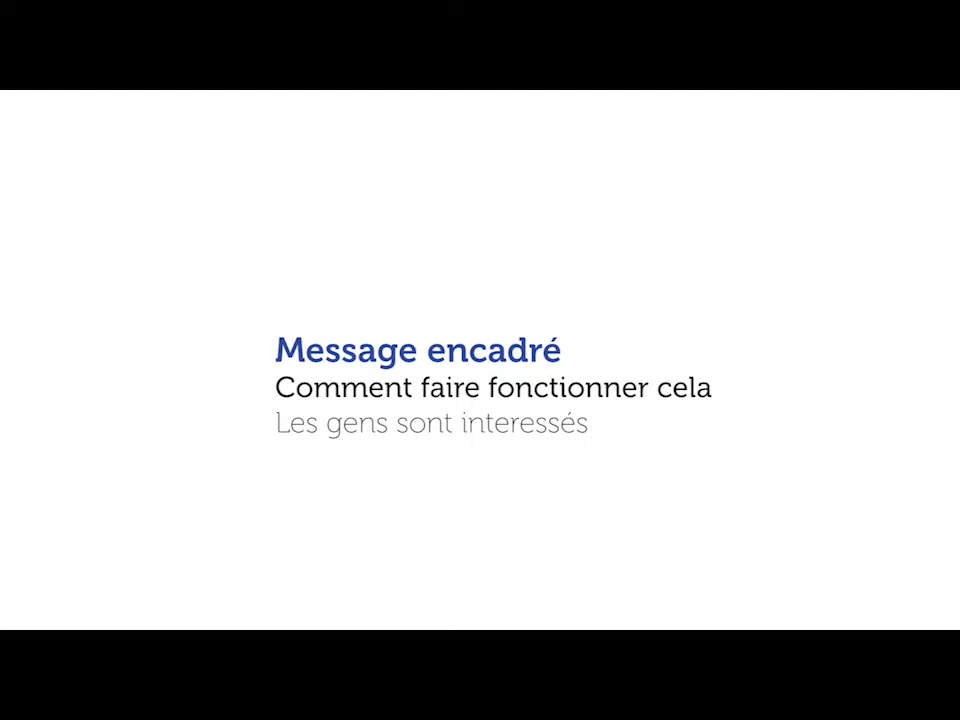 Message encadré
Comment faire fonctionner cela
Les gens sont interessés